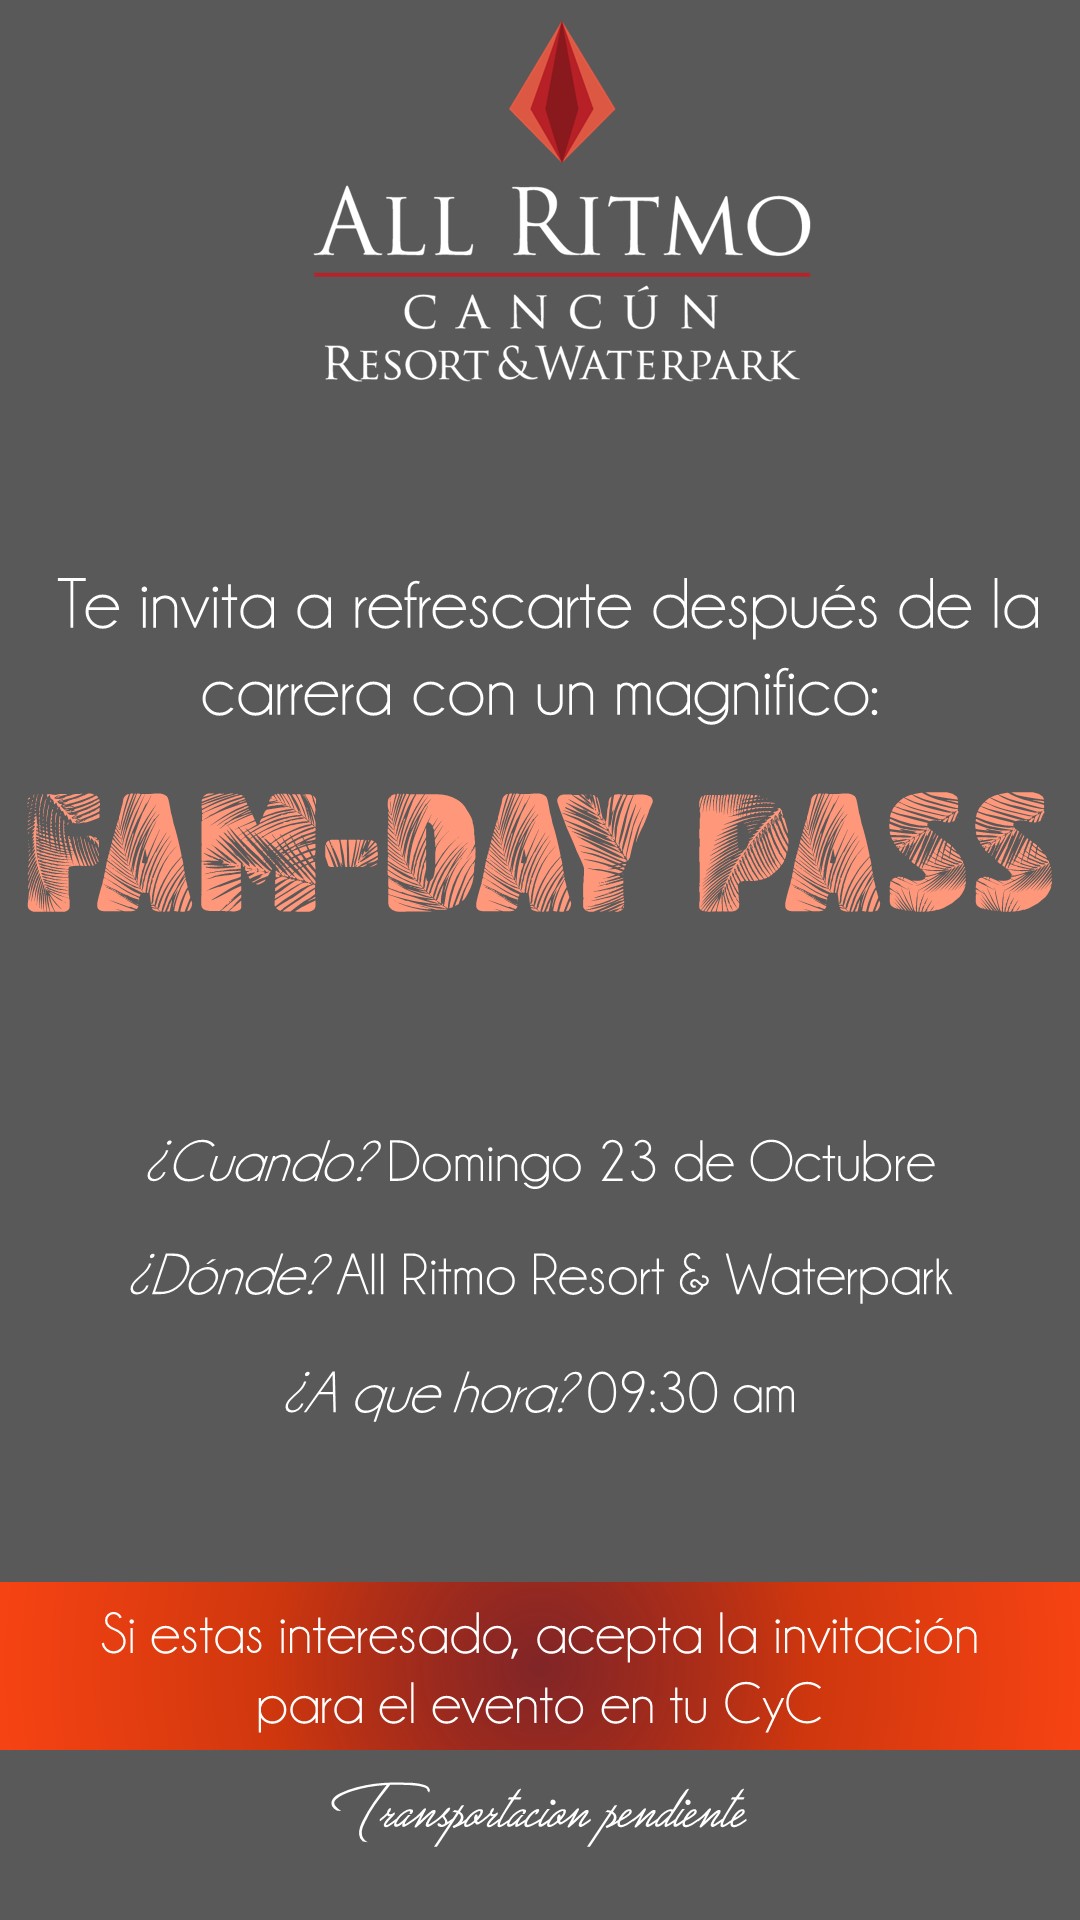 ALL RITMO
CANCÚN
RESORT & WATERPARK
Te invita a refrescarte después de la
carrera con un magnifico:
FAM-DAY PASS
¿Cuando? Domingo 23 de Octubre
¿Dónde? All Ritmo Resort & Waterpark
¿A que hora? 09:30 am
Si estas interesado, acepta la invitación
para el evento en tu CyC
Transportacion pendiente